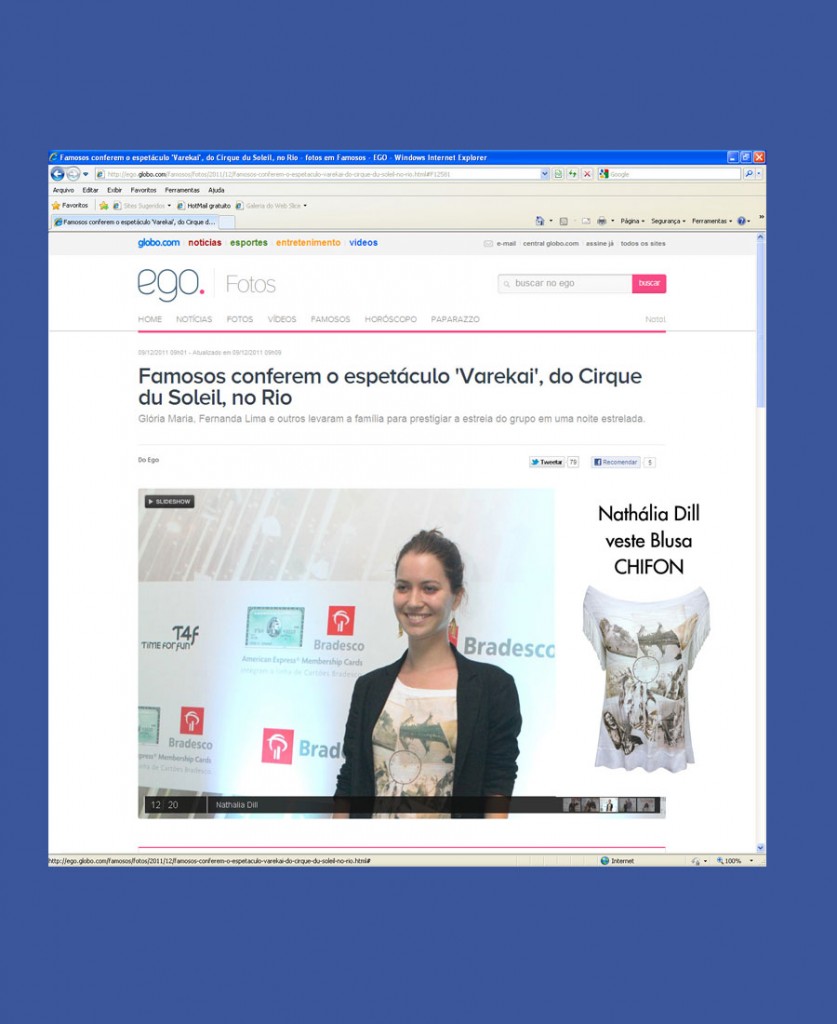 Famosos conferem o espetáculo 'Varekai', do Cirque du Soleil, no Rio - fotos em Famosos - EGO - Windows Internet Explorer
http://ego.globo.com/famosos/fotos/2011/12/famosos-conferem-o-espetaculo-varekai-do-cirque-du-soleil-no-rio.html#F12501
Google
Arquivo Editar Exibir Favoritos Ferramentas Ajuda
Favoritos Sites Sugeridos HotMail gratuito Galeria do Web Slice
Famosos conferem o espetáculo 'Varekai', do Cirque d...
Página Segurança Ferramentas
globo.com notícias esportes entretenimento vídeos
e-mail central globo.com assine já todos os sites
ego. Fotos
buscar no ego buscar
HOME NOTÍCIAS FOTOS VÍDEOS FAMOSOS HORÓSCOPO PAPARAZZO
09/12/2011 09h01 - Atualizado em 09/12/2011 09h09
Famosos conferem o espetáculo 'Varekai', do Cirque
du Soleil, no Rio
Glória Maria, Fernanda Lima e outros levaram a família para prestigiar a estreia do grupo em uma noite estrelada.
Do Ego
Tweetar 79 Recomendar 5
SLIDESHOW
Nathália Dill
veste Blusa
CHIFON
T4F
TIME FOR FUN
Bradesco
American Express® Membership Cards
Bradesco
Bradesco
Membership Cards
Brad
12 20 Nathalia Dill
http://ego.globo.com/famosos/fotos/2011/12/famosos-conferem-o-espetaculo-varekai-do-cirque-du-soleil-no-rio.html#
Internet
100%